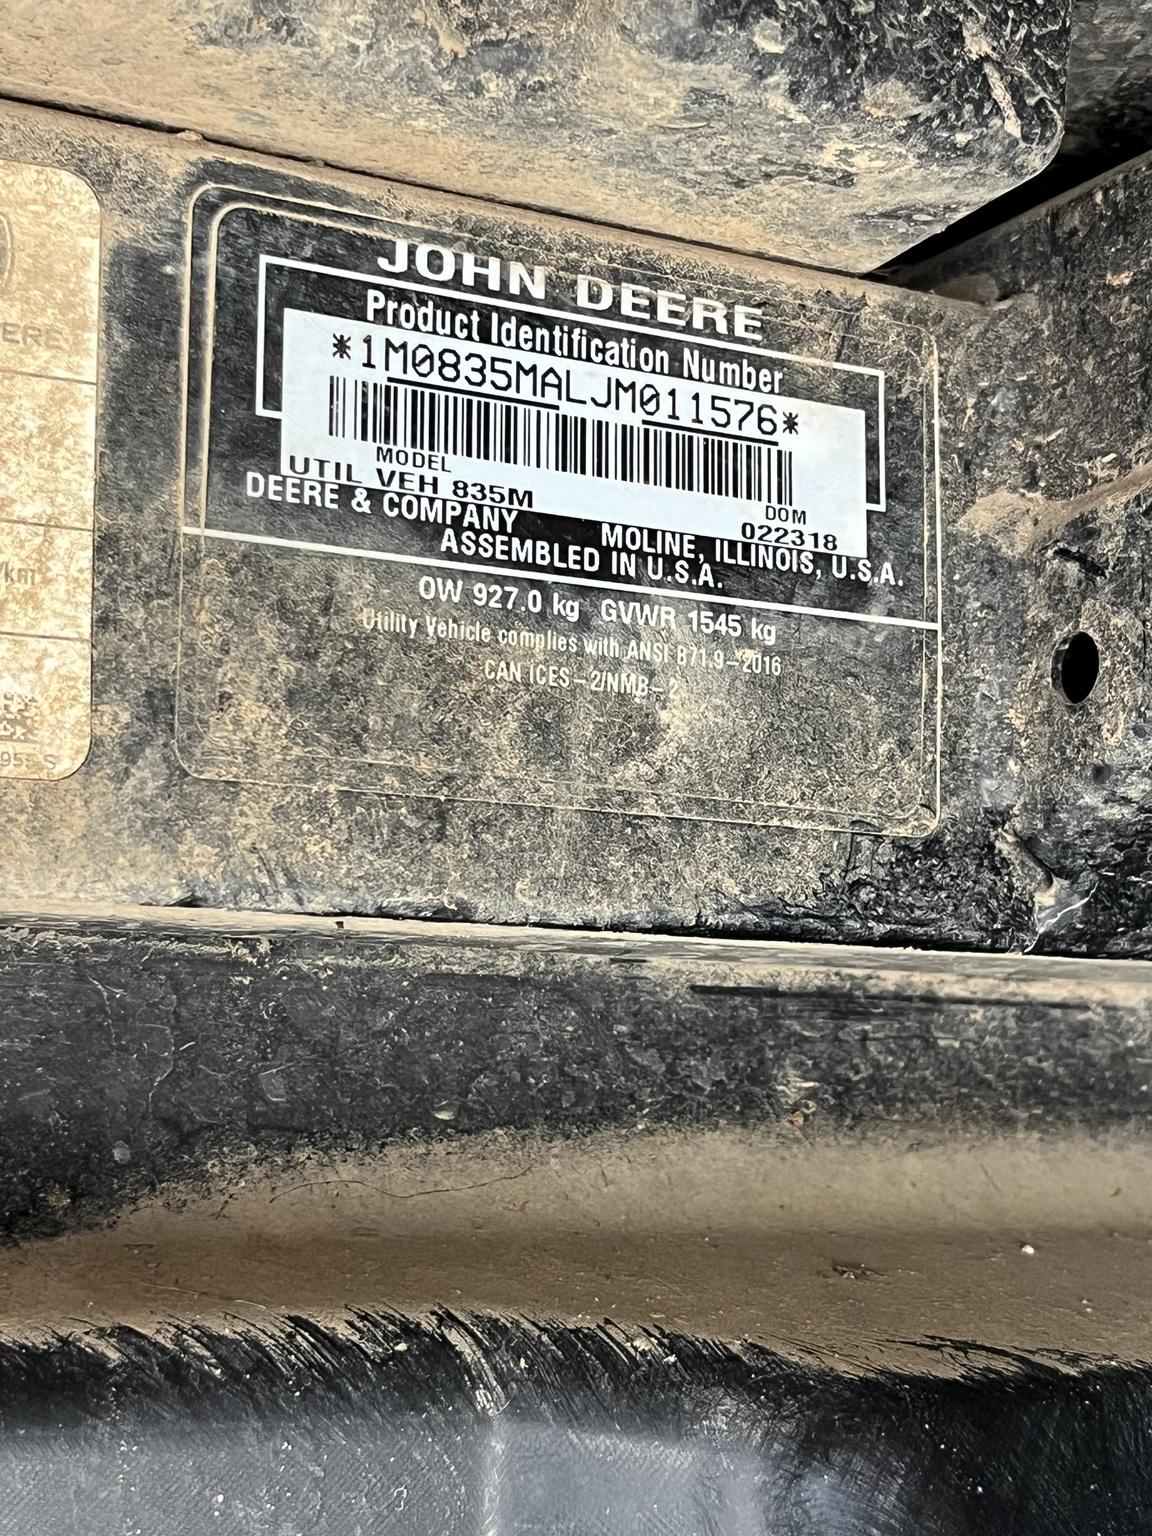 JOHN DEERE
Product Identification Number
*1M0835MALJM011576*
MODEL
UTIL VEH 835M
DOM
022318
DEERE & COMPANY MOLINE, ILLINOIS, U.S.A.
ASSEMBLED IN U.S.A.
OW 927.0 kg GVWR 1545 kg
Utility Vehicle complies with ANSI B71.9-2016
CAN ICES-2/NMB-2